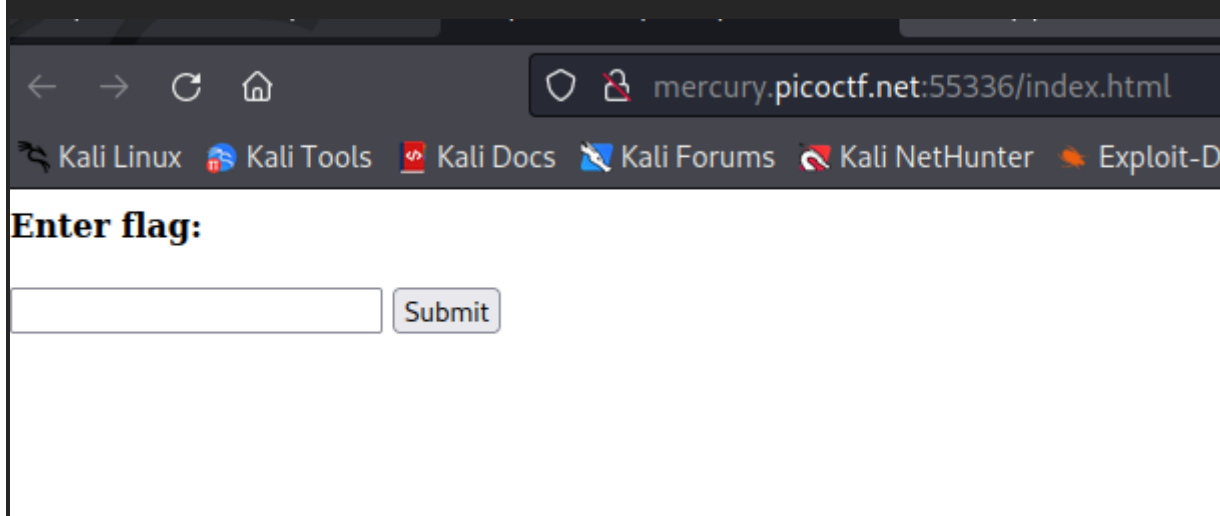 mercury.picoctf.net:55336/index.html
Kali Linux Kali Tools Kali Docs Kali Forums Kali NetHunter Exploit-D
Enter flag:
Submit